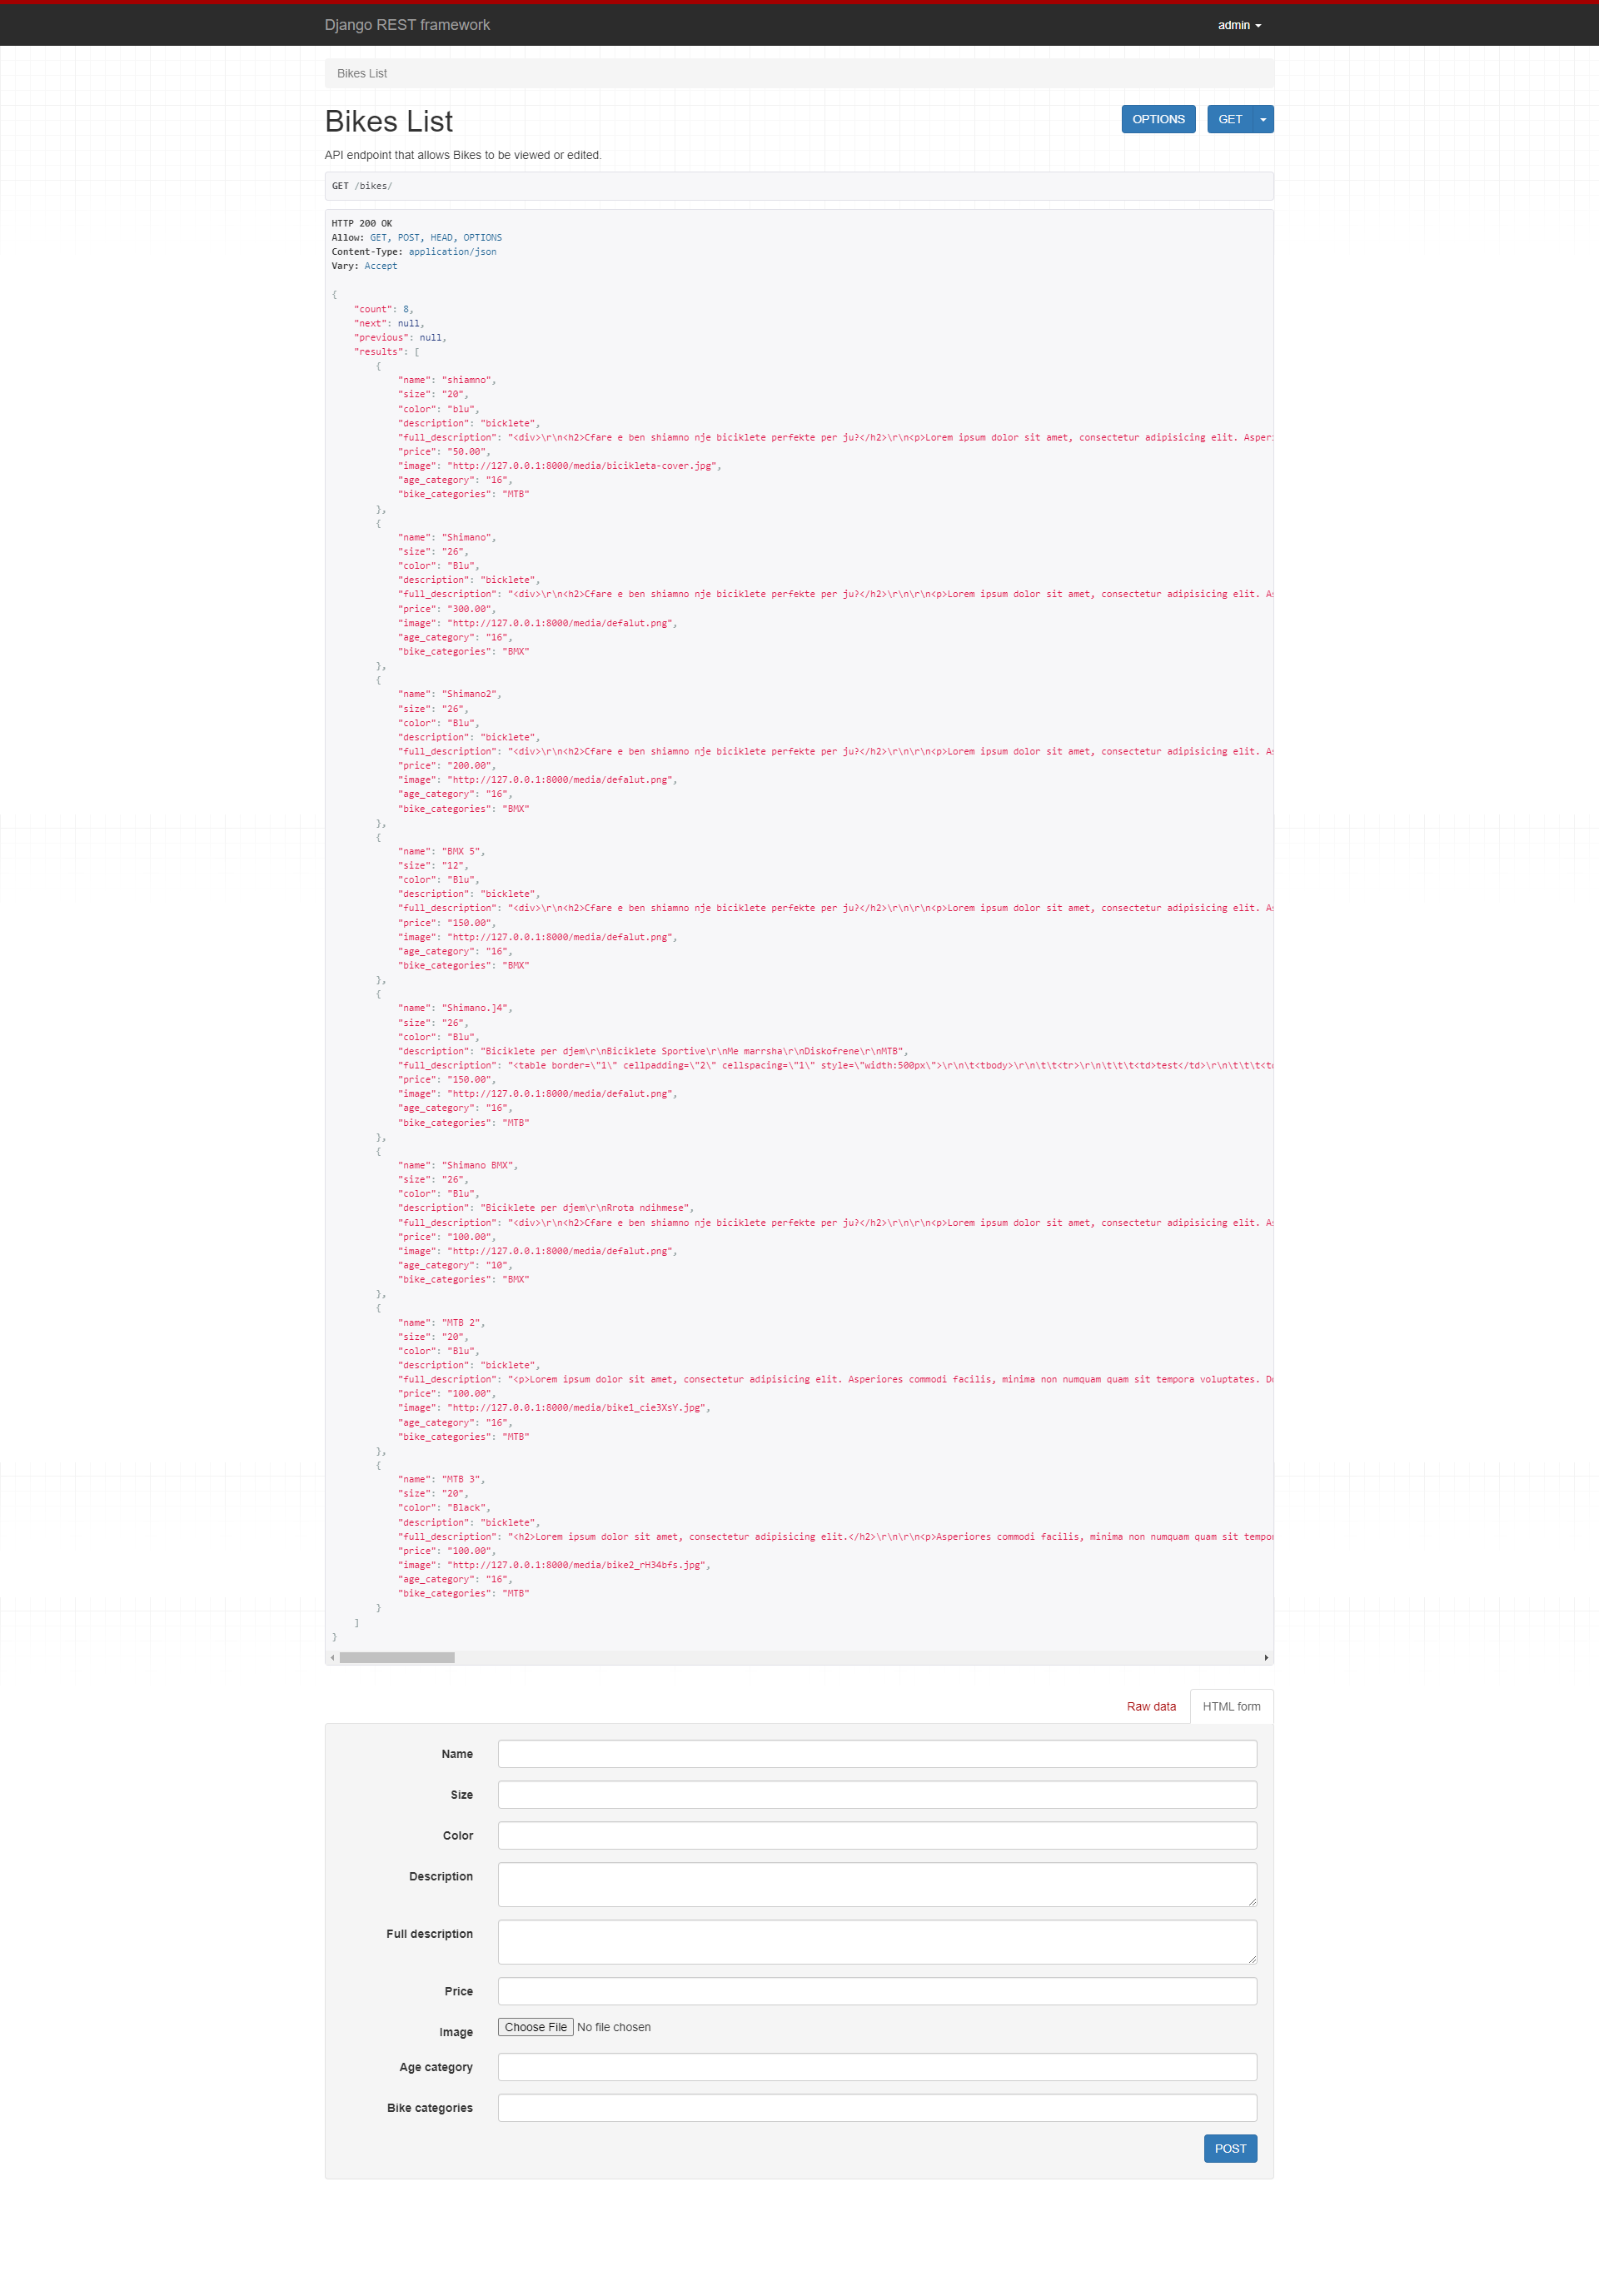 Django REST framework
admin
Bikes List
Bikes List
OPTIONS
GET
API endpoint that allows Bikes to be viewed or edited.
GET /bikes/
HTTP 200 OK
Allow: GET, POST, HEAD, OPTIONS
Content-Type: application/json
Vary: Accept
{
"count": 8,
"next": null,
"previous": null,
"results": [
{
"name": "shiamno",
"size": "20",
"color": "blu",
"description": "bicklete",
"full_description": "<div>\r\n<h2>Cfare e ben shiamno nje biciklete perfekte per ju?</h2>\r\n<p>Lorem ipsum dolor sit amet, consectetur adipisicing elit. Asperi
"price": "50.00",
"image": "http://127.0.0.1:8000/media/bicikleta-cover.jpg",
"age_category": "16",
"bike_categories": "MTB"
},
{
"name": "Shimano",
"size": "26",
"color": "Blu",
"description": "bicklete",
"full_description": "<div>\r\n<h2>Cfare e ben shiamno nje biciklete perfekte per ju?</h2>\r\n\r\n<p>Lorem ipsum dolor sit amet, consectetur adipisicing elit. As
"price": "300.00",
"image": "http://127.0.0.1:8000/media/defalut.png",
"age_category": "16",
"bike_categories": "BMX"
},
{
"name": "Shimano2",
"size": "26",
"color": "Blu",
"description": "bicklete",
"full_description": "<div>\r\n<h2>Cfare e ben shiamno nje biciklete perfekte per ju?</h2>\r\n\r\n<p>Lorem ipsum dolor sit amet, consectetur adipisicing elit. As
"price": "200.00",
"image": "http://127.0.0.1:8000/media/defalut.png",
"age_category": "16",
"bike_categories": "BMX"
},
{
"name": "BMX 5",
"size": "12",
"color": "Blu",
"description": "bicklete",
"full_description": "<div>\r\n<h2>Cfare e ben shiamno nje biciklete perfekte per ju?</h2>\r\n\r\n<p>Lorem ipsum dolor sit amet, consectetur adipisicing elit. As
"price": "150.00",
"image": "http://127.0.0.1:8000/media/defalut.png",
"age_category": "16",
"bike_categories": "BMX"
},
{
"name": "Shimano.]4",
"size": "26",
"color": "Blu",
"description": "Biciklete per djem\r\nBiciklete Sportive\r\nMe marrsha\r\nDiskofrene\r\nMTB",
"full_description": "<table border=\"1\" cellpadding=\"2\" cellspacing=\"1\" style=\"width:500px\">\r\n\t<tbody>\r\n\t\t<tr>\r\n\t\t\t<td>test</td>\r\n\t\t\t<td
"price": "150.00",
"image": "http://127.0.0.1:8000/media/defalut.png",
"age_category": "16",
"bike_categories": "MTB"
},
{
"name": "Shimano BMX",
"size": "26",
"color": "Blu",
"description": "Biciklete per djem\r\nRrota ndihmese",
"full_description": "<div>\r\n<h2>Cfare e ben shiamno nje biciklete perfekte per ju?</h2>\r\n\r\n<p>Lorem ipsum dolor sit amet, consectetur adipisicing elit. As
"price": "100.00",
"image": "http://127.0.0.1:8000/media/defalut.png",
"age_category": "10",
"bike_categories": "BMX"
},
{
"name": "MTB 2",
"size": "20",
"color": "Blu",
"description": "bicklete",
"full_description": "<p>Lorem ipsum dolor sit amet, consectetur adipisicing elit. Asperiores commodi facilis, minima non numquam quam sit tempora voluptates. Do
"price": "100.00",
"image": "http://127.0.0.1:8000/media/bike1_cie3XsY.jpg",
"age_category": "16",
"bike_categories": "MTB"
},
{
"name": "MTB 3",
"size": "20",
"color": "Black",
"description": "bicklete",
"full_description": "<h2>Lorem ipsum dolor sit amet, consectetur adipisicing elit.</h2>\r\n\r\n<p>Asperiores commodi facilis, minima non numquam quam sit tempor
"price": "100.00",
"image": "http://127.0.0.1:8000/media/bike2_rH34bfs.jpg",
"age_category": "16",
"bike_categories": "MTB"
}
]
}
Raw data
HTML form
Name
Size
Color
Description
Full description
Price
Image
Choose File No file chosen
Age category
Bike categories
POST